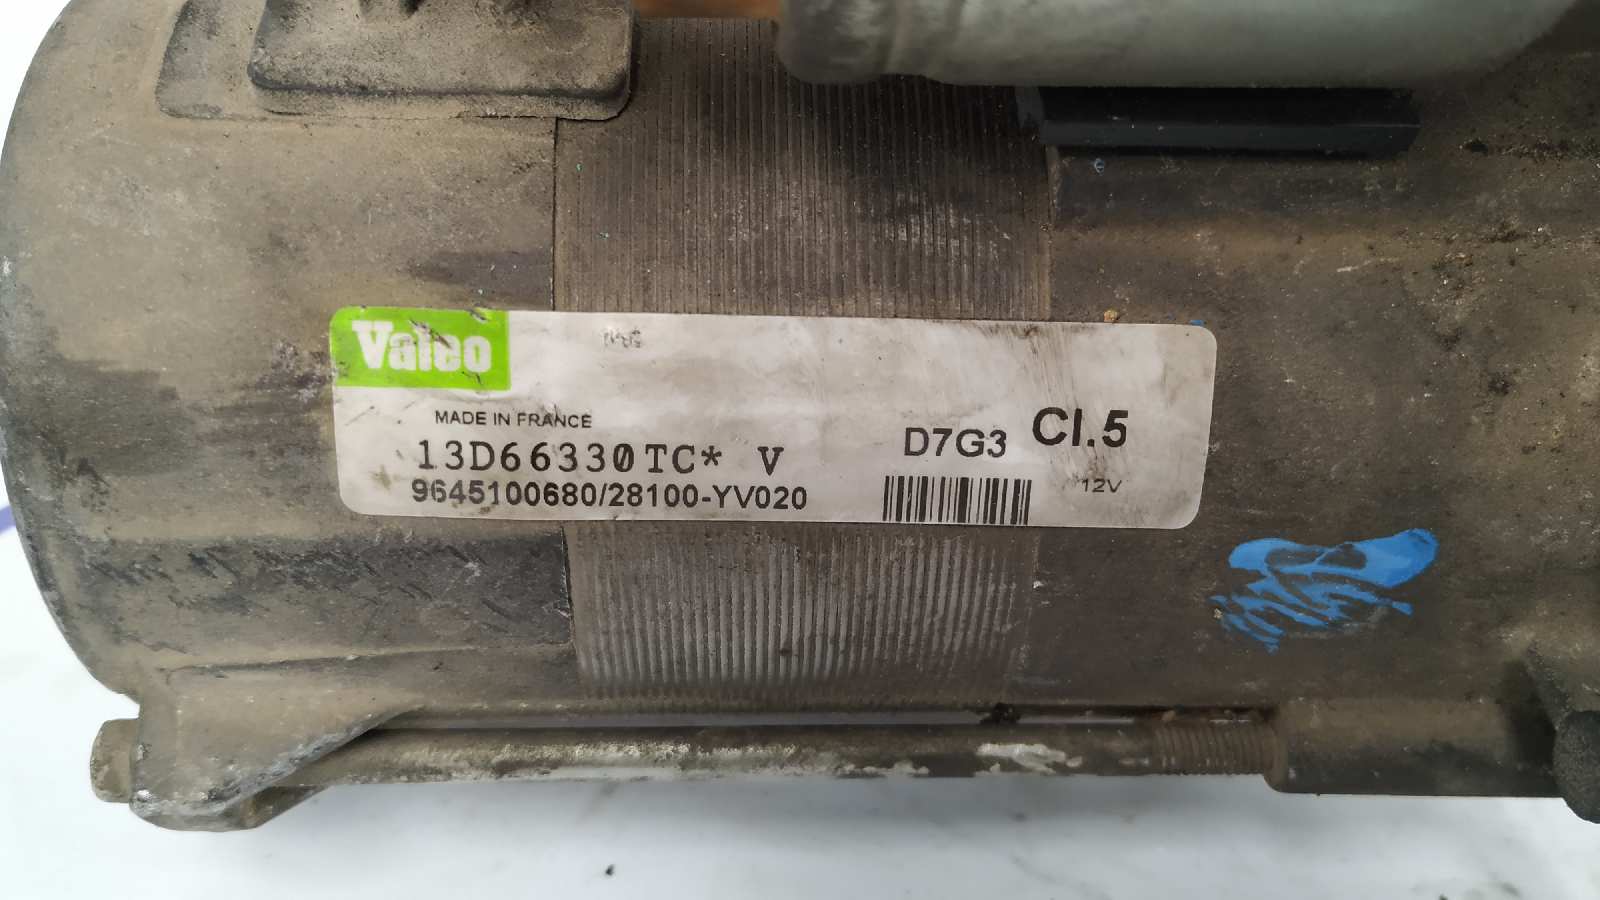 Valeo
MADE IN FRANCE
13D66330TC* V
9645100680/28100-YV020
D7G3 Cl.5
12V